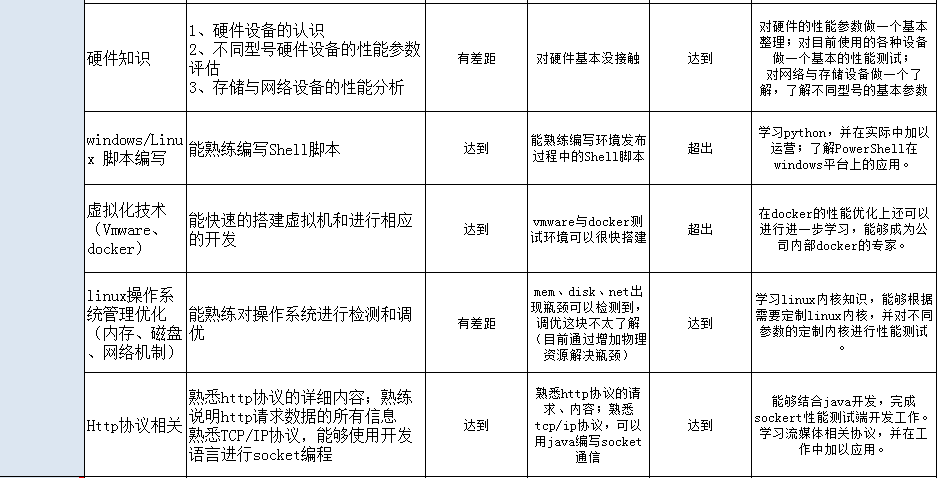 硬件知识
1、硬件设备的认识
2、不同型号硬件设备的性能参数
评估
3、存储与网络设备的性能分析
有差距
对硬件基本没接触
达到
对硬件的性能参数做一个基本
整理；对目前使用的各种设备
做一个基本的性能测试；
对网络与存储设备做一个了
解，了解不同型号的基本参数
windows/Linu
x 脚本编写
能熟练编写Shell脚本
达到
能熟练编写环境发布
过程中的Shell脚本
超出
学习python，并在实际中加以
运营；了解PowerShell在
windows平台上的应用。
虚拟化技术
（Vmware、
docker）
能快速的搭建虚拟机和进行相应
的开发
达到
vmware与docker测
试环境可以很快搭建
超出
在docker的性能优化上还可以
进行进一步学习，能够成为公
司内部docker的专家。
linux操作系
统管理优化
（内存、磁盘
、网络机制）
能熟练对操作系统进行检测和调
优
有差距
mem、disk、net出
现瓶颈可以检测到，
调优这块不太了解
（目前通过增加物理
资源解决瓶颈）
达到
学习linux内核知识，能够根据
需要定制linux内核，并对不同
参数的定制内核进行性能测试
。
Http协议相关
熟悉http协议的详细内容；熟练
说明http请求数据的所有信息
熟悉TCP/IP协议，能够使用开发
语言进行socket编程
达到
熟悉http协议的请
求、内容；熟悉
tcp/ip协议，可以
用java编写socket
通信
达到
能够结合java开发，完成
sockert性能测试端开发工作。
学习流媒体相关协议，并在工
作中加以应用。